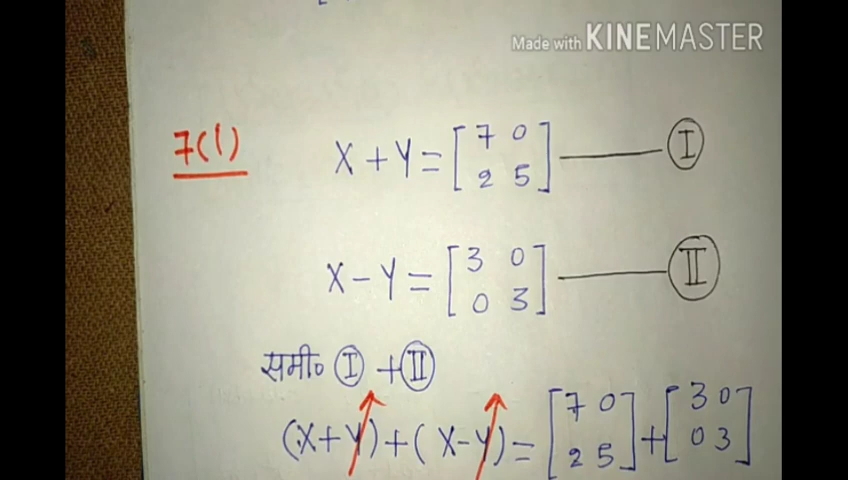 Made with KINEMASTER
7(1) X + Y = [7 0 2 5] — I
X - Y = [3 0 0 3] — II
समी० I + II
(X+Y) + (X-Y) = [7 0 2 5] + [3 0 0 3]